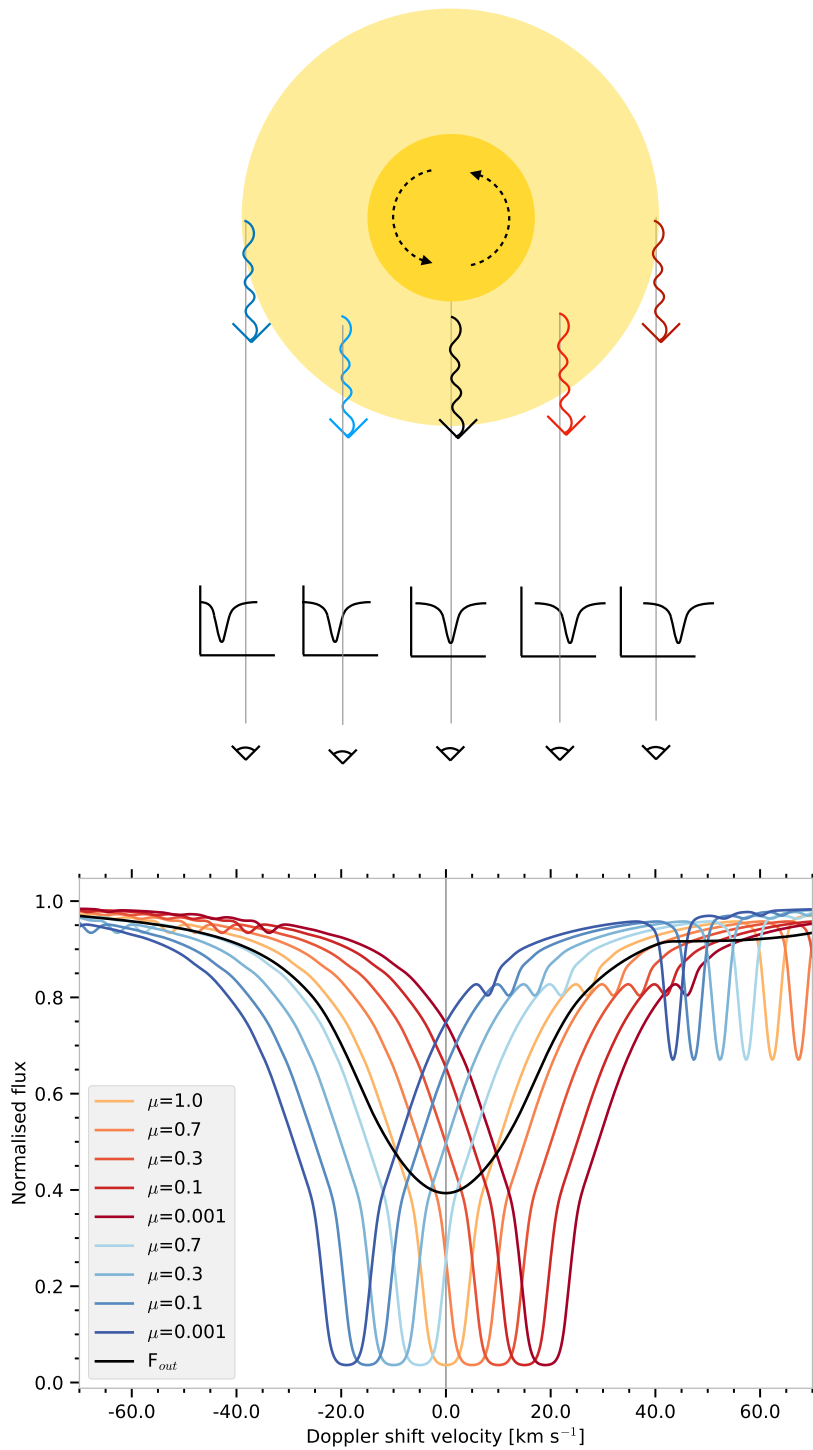 1.0
0.8
0.6
0.4
0.2
0.0
Normalised flux
μ=1.0
μ=0.7
μ=0.3
μ=0.1
μ=0.001
μ=0.7
μ=0.3
μ=0.1
μ=0.001
Fout
-60.0 -40.0 -20.0 0.0 20.0 40.0 60.0
Doppler shift velocity [km s⁻¹]